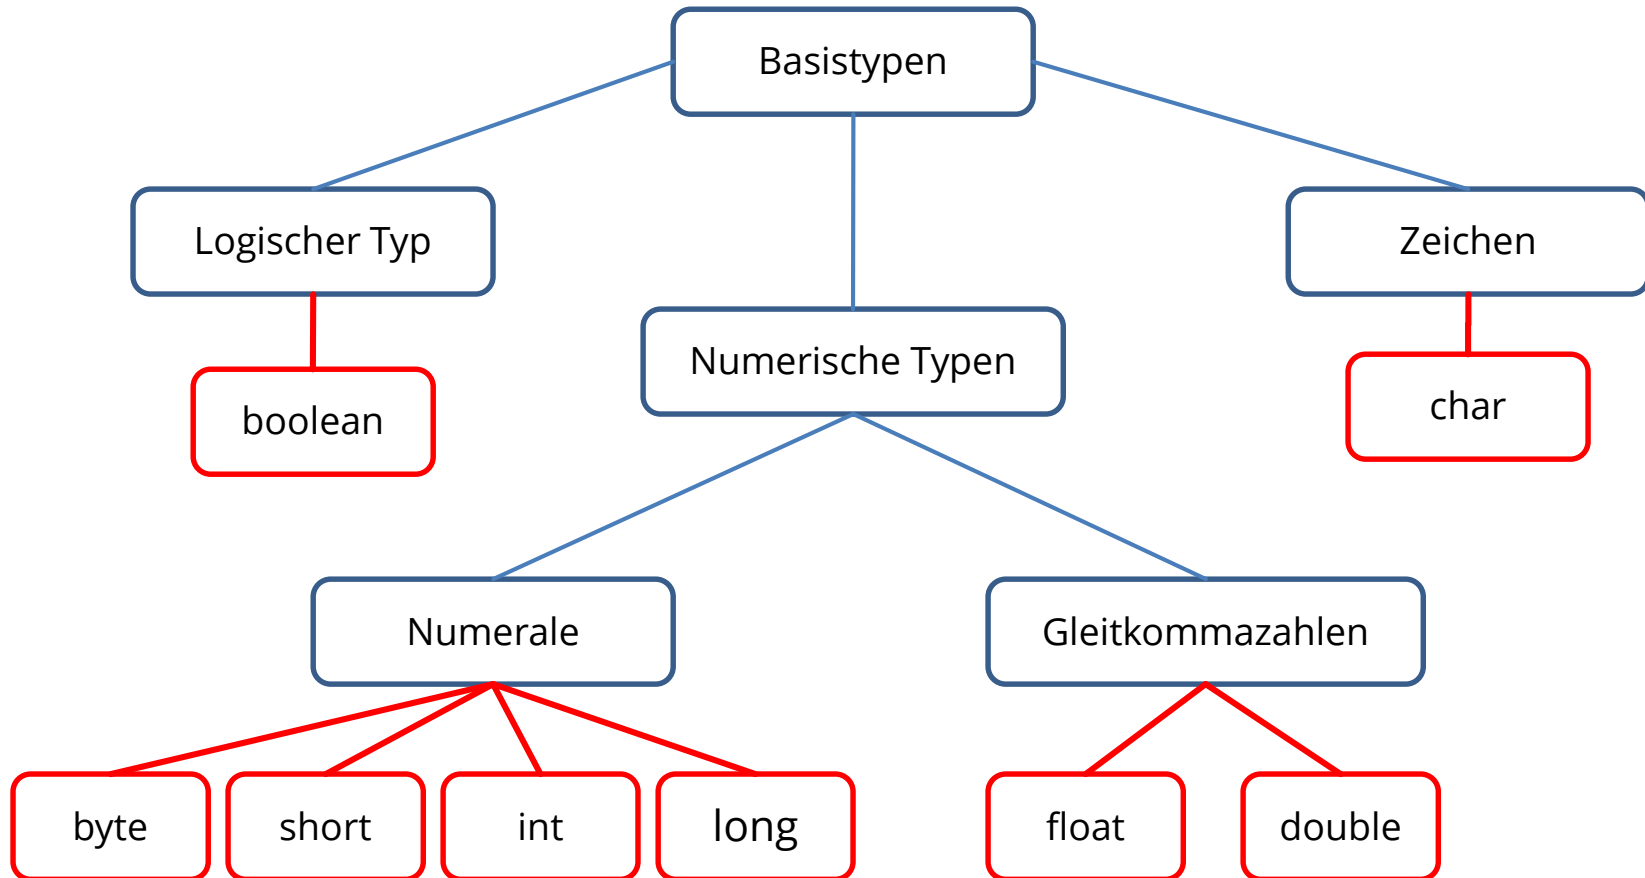 Basistypen
Logischer Typ
Zeichen
Numerische Typen
char
boolean
Numerale
Gleitkommazahlen
byte
short
int
long
float
double